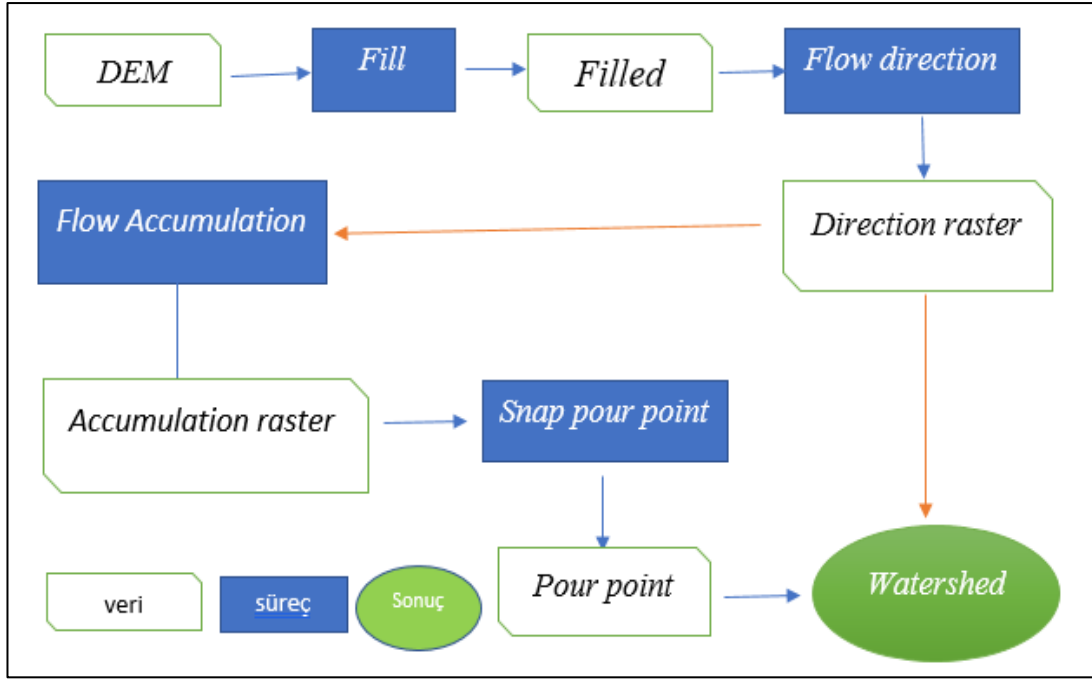 DEM
Fill
Filled
Flow direction
Flow Accumulation
Direction raster
Accumulation raster
Snap pour point
Pour point
Watershed
veri
süreç
Sonuç